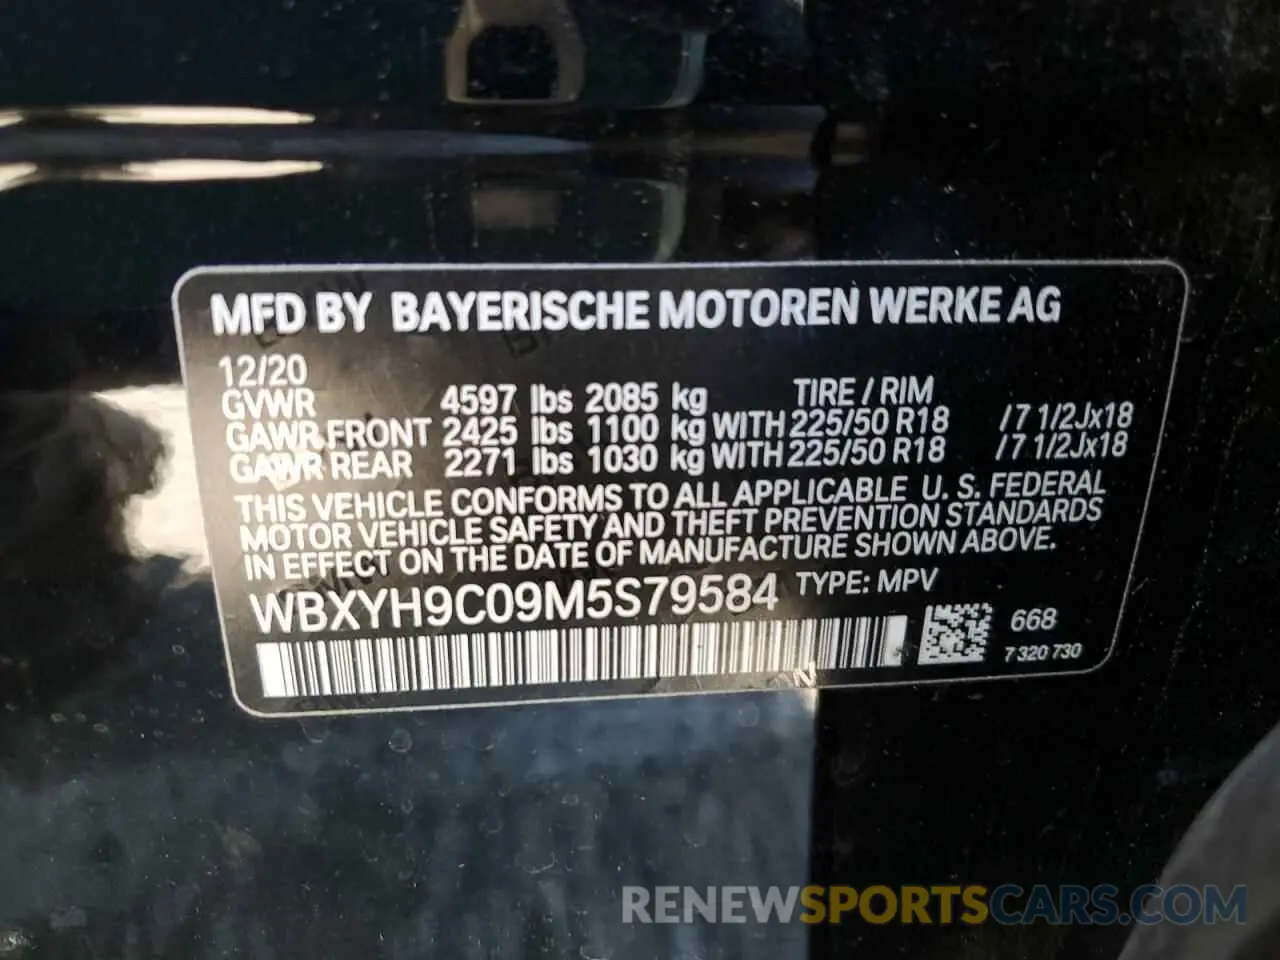 MFD BY BAYERISCHE MOTOREN WERKE AG
12/20
GVWR 4597 lbs 2085 kg TIRE / RIM
GAWR FRONT 2425 lbs 1100 kg WITH 225/50 R18 /7 1/2Jx18
GAWR REAR 2271 lbs 1030 kg WITH 225/50 R18 /7 1/2Jx18
THIS VEHICLE CONFORMS TO ALL APPLICABLE U. S. FEDERAL
MOTOR VEHICLE SAFETY AND THEFT PREVENTION STANDARDS
IN EFFECT ON THE DATE OF MANUFACTURE SHOWN ABOVE.
WBXYH9C09M5S79584 TYPE: MPV
668
7 320 730
RENEWSPORTSCARS.COM